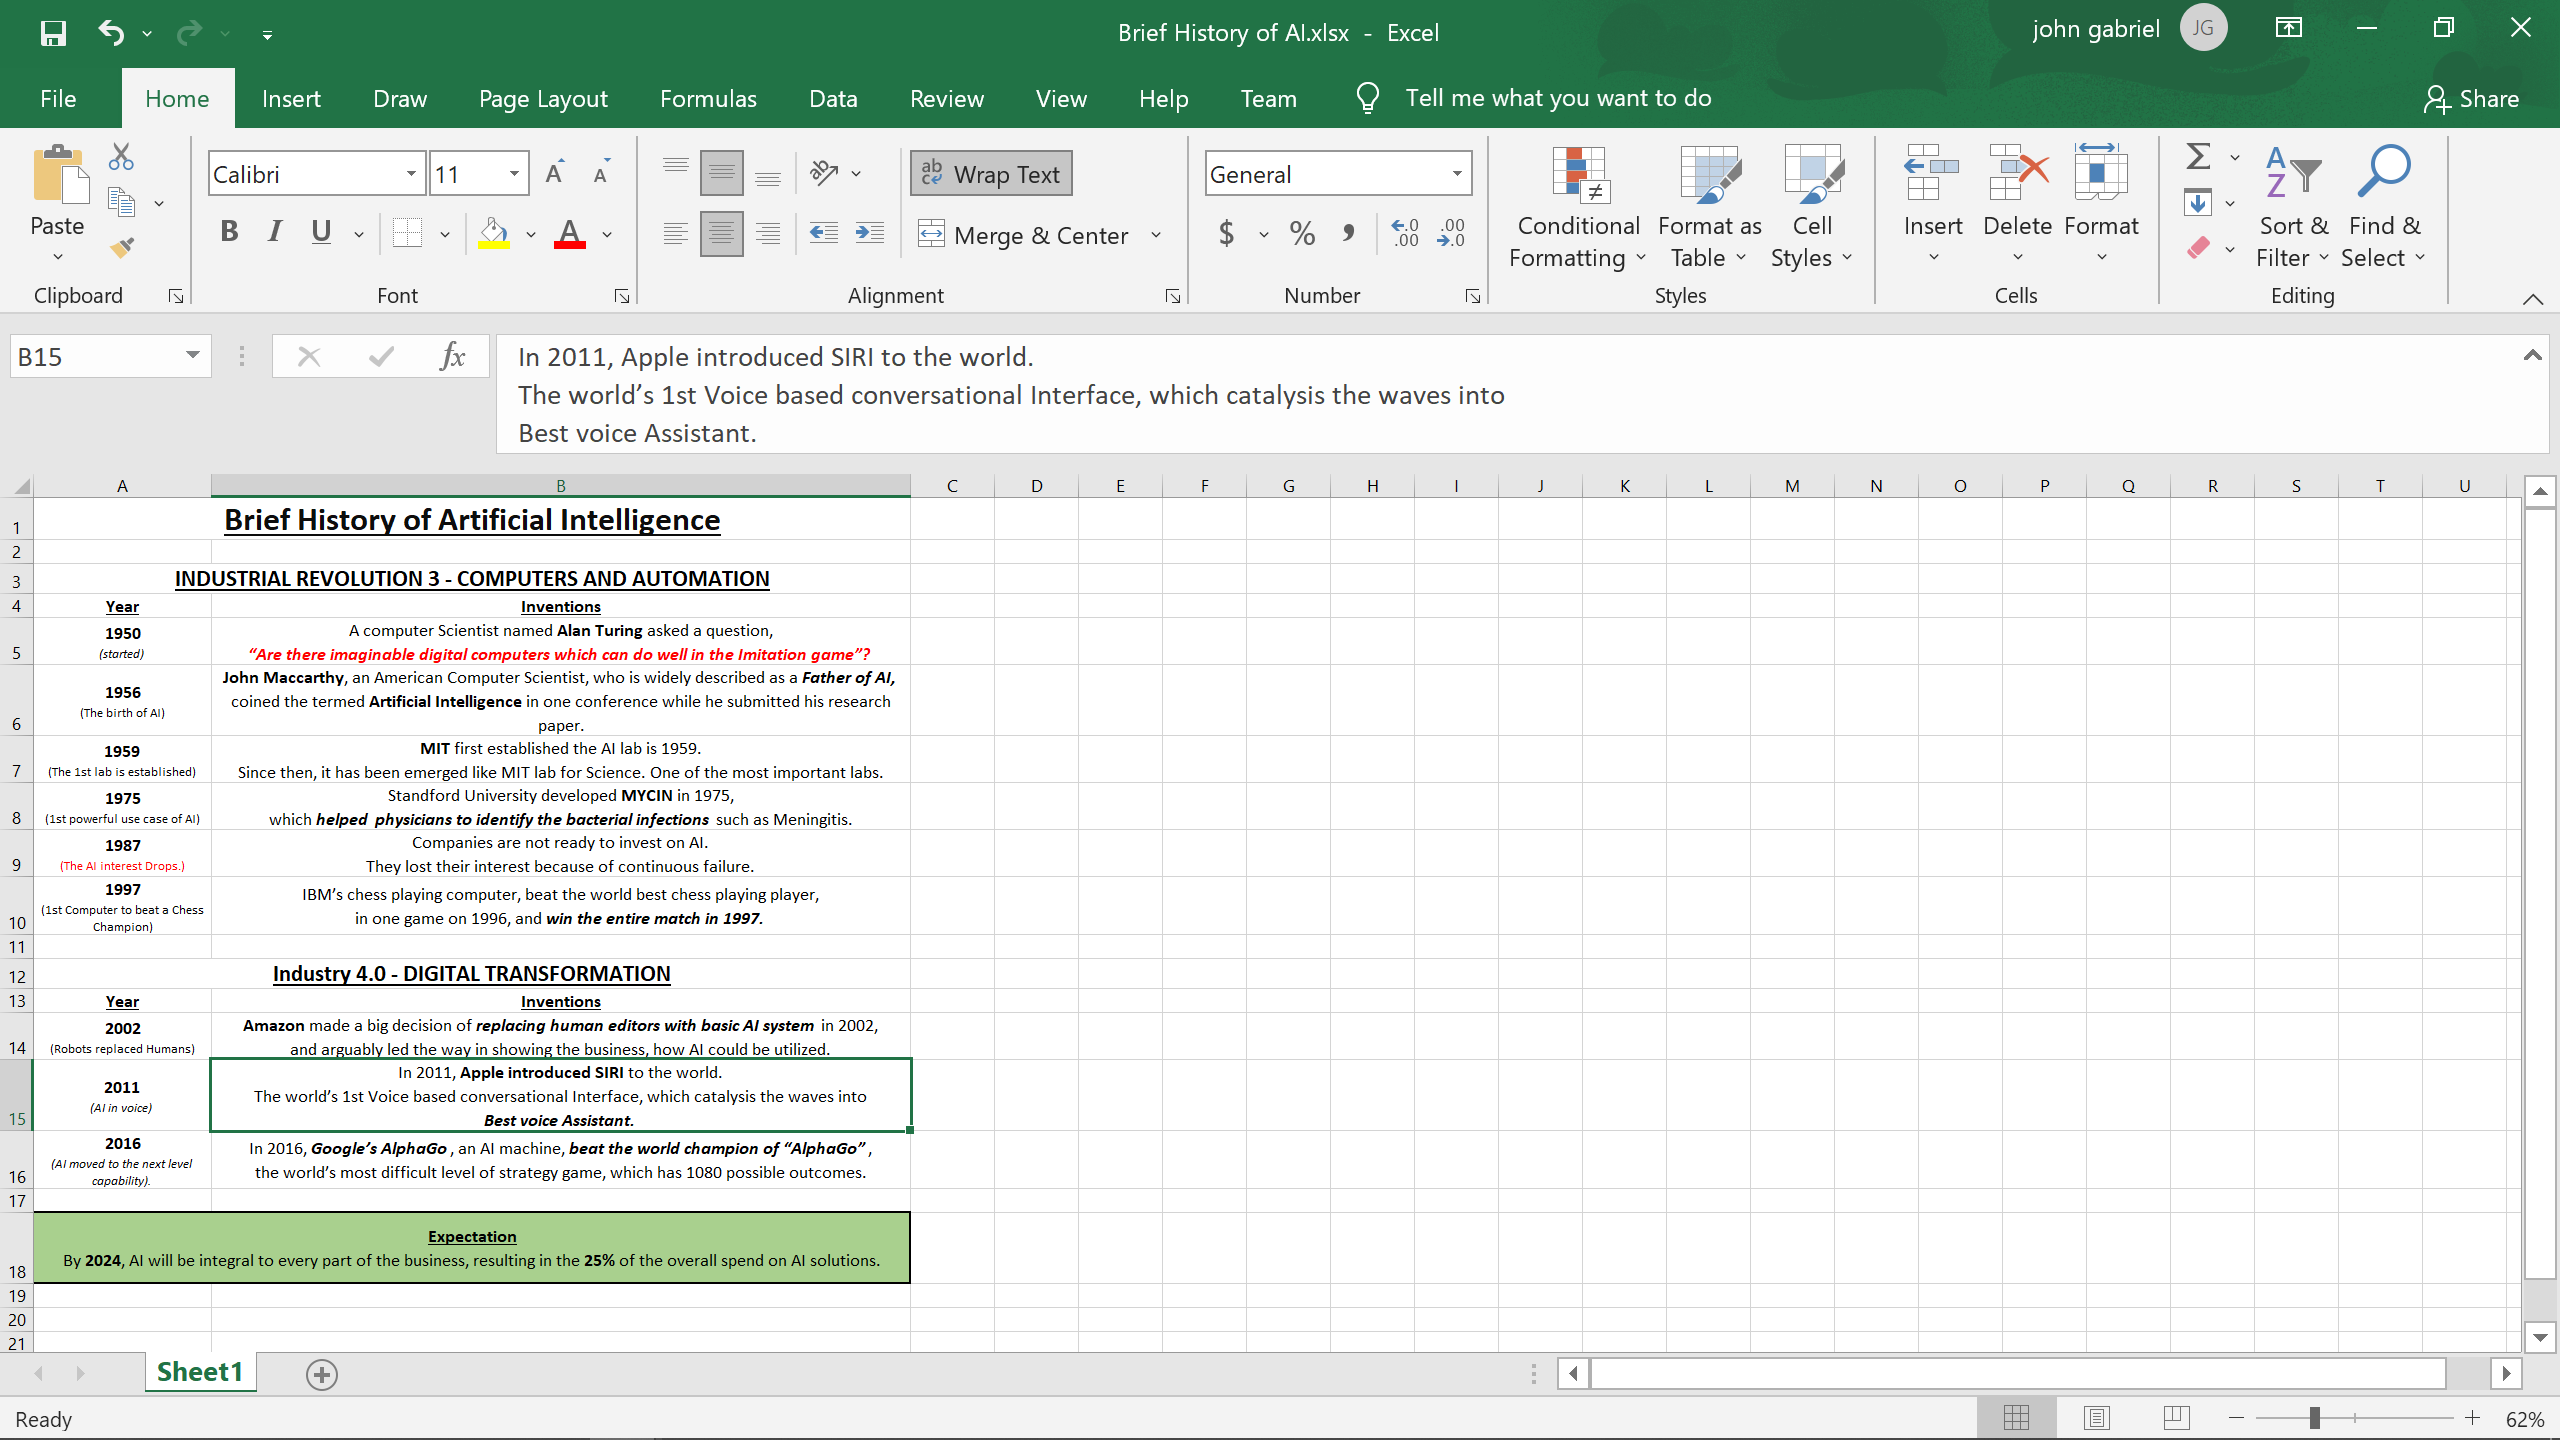 Brief History of AI.xlsx - Excel
john gabriel JG
File Home Insert Draw Page Layout Formulas Data Review View Help Team Tell me what you want to do Share
Calibri 11 Wrap Text General
Paste B I U A Merge & Center $ % Conditional Formatting Format as Table Cell Styles Insert Delete Format Sort & Filter Find & Select
Clipboard Font Alignment Number Styles Cells Editing
B15 fx In 2011, Apple introduced SIRI to the world.
The world’s 1st Voice based conversational Interface, which catalysis the waves into
Best voice Assistant.
A B C D E F G H I J K L M N O P Q R S T U
1 Brief History of Artificial Intelligence
2
3 INDUSTRIAL REVOLUTION 3 - COMPUTERS AND AUTOMATION
4 Year Inventions
1950 A computer Scientist named Alan Turing asked a question,
5 (started) “Are there imaginable digital computers which can do well in the Imitation game”?
John Maccarthy, an American Computer Scientist, who is widely described as a Father of AI,
1956 coined the termed Artificial Intelligence in one conference while he submitted his research
6 (The birth of AI) paper.
1959 MIT first established the AI lab is 1959.
7 (The 1st lab is established) Since then, it has been emerged like MIT lab for Science. One of the most important labs.
1975 Standford University developed MYCIN in 1975,
8 (1st powerful use case of AI) which helped physicians to identify the bacterial infections such as Meningitis.
1987 Companies are not ready to invest on AI.
9 (The AI interest Drops.) They lost their interest because of continuous failure.
1997 IBM’s chess playing computer, beat the world best chess playing player,
(1st Computer to beat a Chess in one game on 1996, and win the entire match in 1997.
10 Champion)
11
12 Industry 4.0 - DIGITAL TRANSFORMATION
13 Year Inventions
2002 Amazon made a big decision of replacing human editors with basic AI system in 2002,
14 (Robots replaced Humans) and arguably led the way in showing the business, how AI could be utilized.
In 2011, Apple introduced SIRI to the world.
2011 The world’s 1st Voice based conversational Interface, which catalysis the waves into
15 (AI in voice) Best voice Assistant.
2016 In 2016, Google’s AlphaGo , an AI machine, beat the world champion of “AlphaGo” ,
(AI moved to the next level the world’s most difficult level of strategy game, which has 1080 possible outcomes.
16 capability).
17
Expectation
18 By 2024, AI will be integral to every part of the business, resulting in the 25% of the overall spend on AI solutions.
19
20
21
Sheet1
Ready 62%